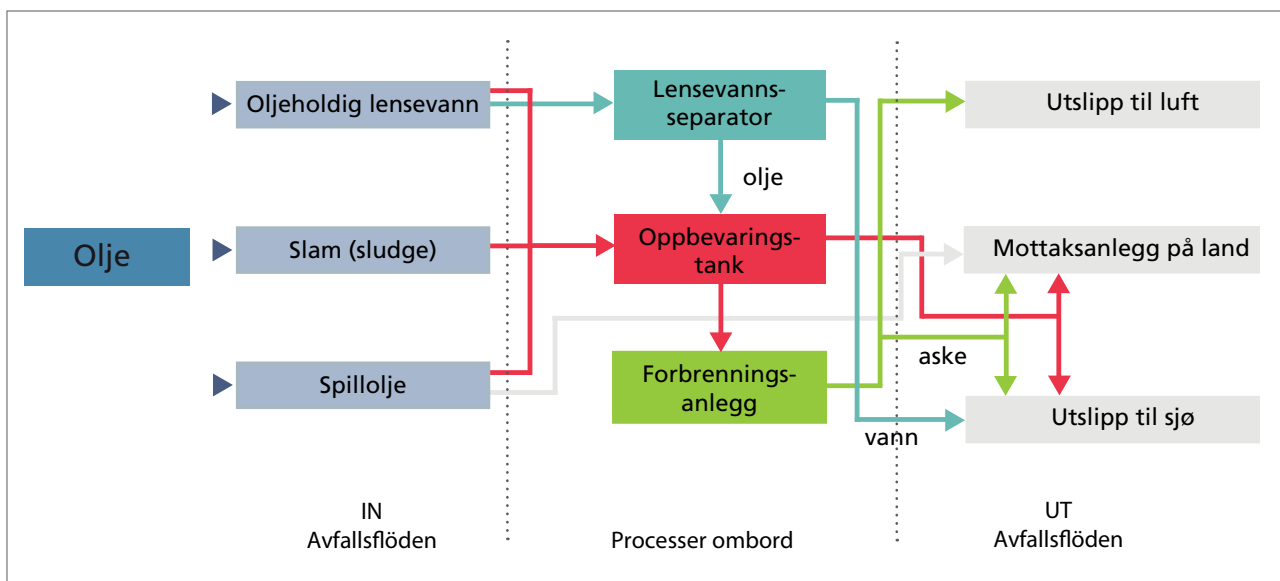 Olje
Oljeholdig lensevann
Slam (sludge)
Spillolje
IN
Avfallsflöden
Lensevanns-
separator
olje
Oppbevarings-
tank
Forbrennings-
anlegg
Processer ombord
aske
vann
Utslipp til luft
Mottaksanlegg på land
Utslipp til sjø
UT
Avfallsflöden